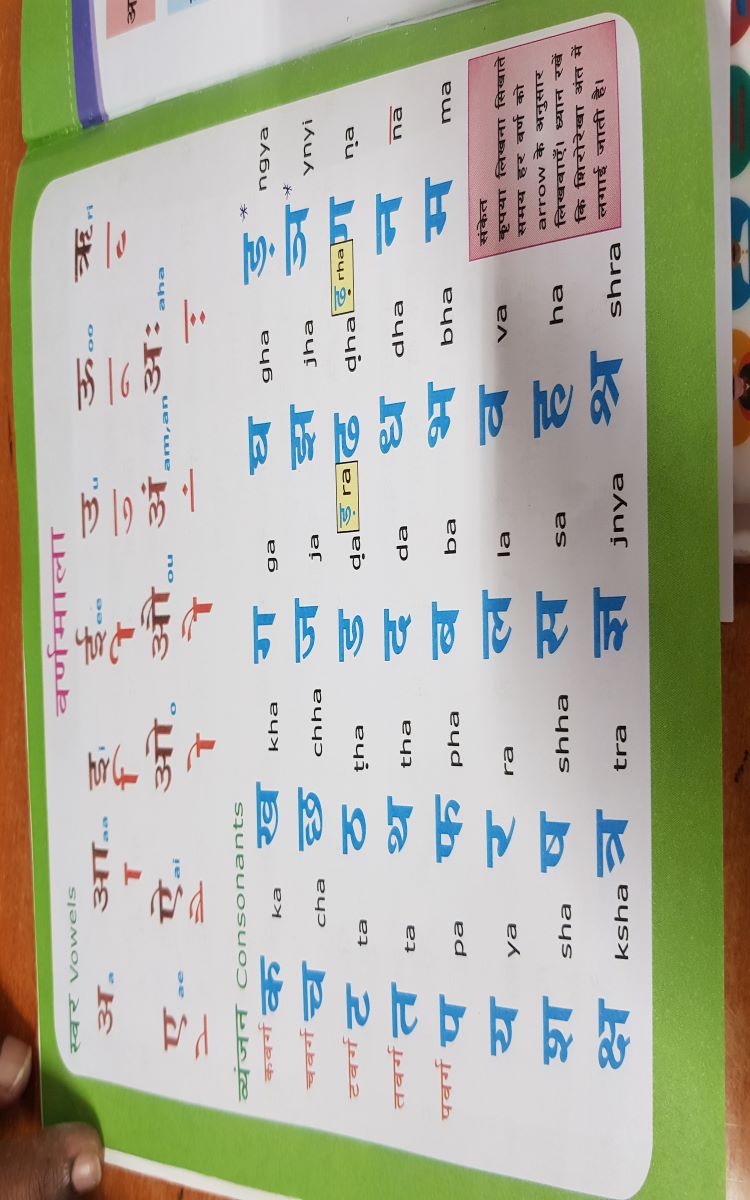 वर्णमाला
स्वर Vowels
अ a आ aa इ i ई ee उ u ऊ oo ऋ ri
ा ि ी ु ू ृ
ए ae ऐ ai ओ o औ ou अं am,an अः aha
े ै ो ौ ं ः
व्यंजन Consonants
कवर्ग क ka ख kha ग ga घ gha ड़ * ngya
चवर्ग च cha छ chha ज ja झ jha ञ * ynyi
टवर्ग ट ta ठ ṭha ड ḍa ड़ ra ढ ḍha ढ़ rha ण ṇa
तवर्ग त ta थ tha द da ध dha न na
पवर्ग प pa फ pha ब ba भ bha म ma
य ya र ra ल la व va
श sha ष shha स sa ह ha
क्ष ksha त्र tra ज्ञ jnya श्र shra
संकेत
कृपया लिखना सिखाते
समय हर वर्ण को
arrow के अनुसार
लिखवाएँ। ध्यान रखें
कि शिरोरेखा अंत में
लगाई जाती है।
अ